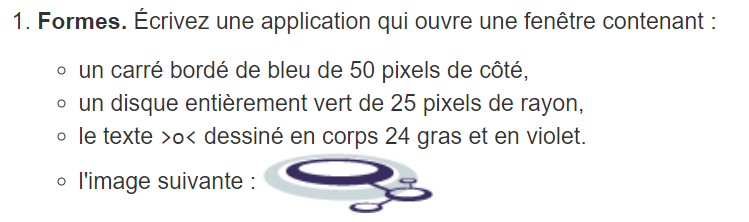 1. Formes. Écrivez une application qui ouvre une fenêtre contenant :
◦ un carré bordé de bleu de 50 pixels de côté,
◦ un disque entièrement vert de 25 pixels de rayon,
◦ le texte >o< dessiné en corps 24 gras et en violet.
◦ l'image suivante :